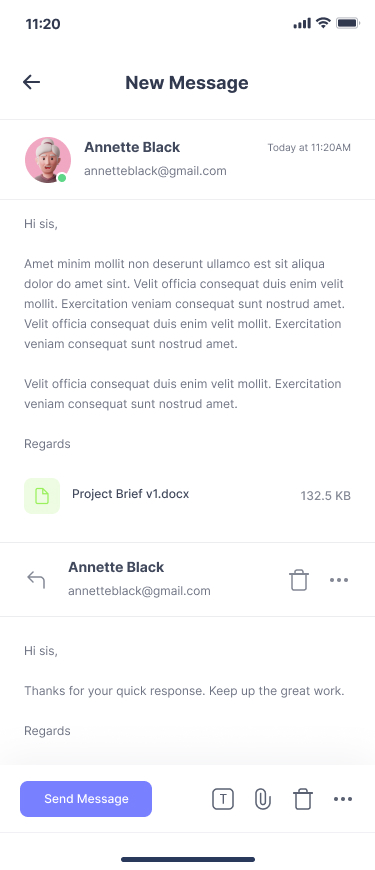 11:20
New Message
Annette Black
Today at 11:20AM
annetteblack@gmail.com
Hi sis,
Amet minim mollit non deserunt ullamco est sit aliqua
dolor do amet sint. Velit officia consequat duis enim velit
mollit. Exercitation veniam consequat sunt nostrud amet.
Velit officia consequat duis enim velit mollit. Exercitation
veniam consequat sunt nostrud amet.
Velit officia consequat duis enim velit mollit. Exercitation
veniam consequat sunt nostrud amet.
Regards
Project Brief v1.docx
132.5 KB
Annette Black
annetteblack@gmail.com
Hi sis,
Thanks for your quick response. Keep up the great work.
Regards
Send Message
T